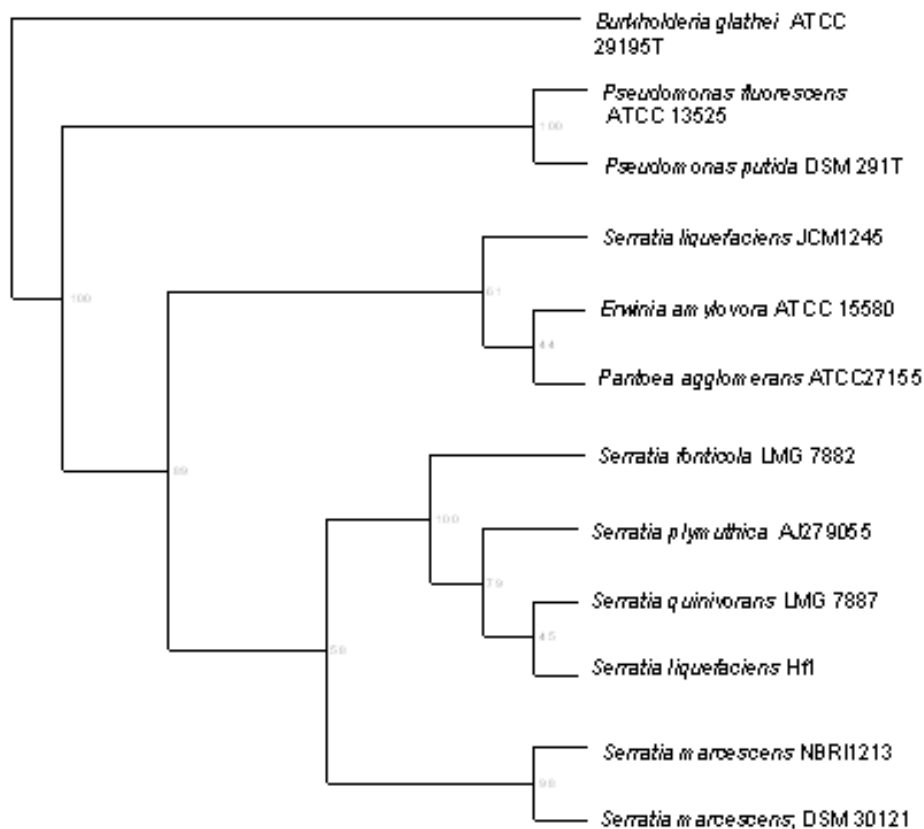 Burkholderia glathei ATCC
29195T
Pseudomonas fluorescens
ATCC 13525
100
Pseudomonas putida DSM 291T
Serratia liquefaciens JCM1245
61
100
Erwinia amylovora ATCC 15580
44
Pantoea agglomerans ATCC27155
Serratia fonticola LMG 7882
89
100
Serratia plymuthica AJ279055
79
Serratia quinivorans LMG 7887
45
58
Serratia liquefaciens Hf1
Serratia marcescens NBRI1213
98
Serratia marcescens; DSM 30121